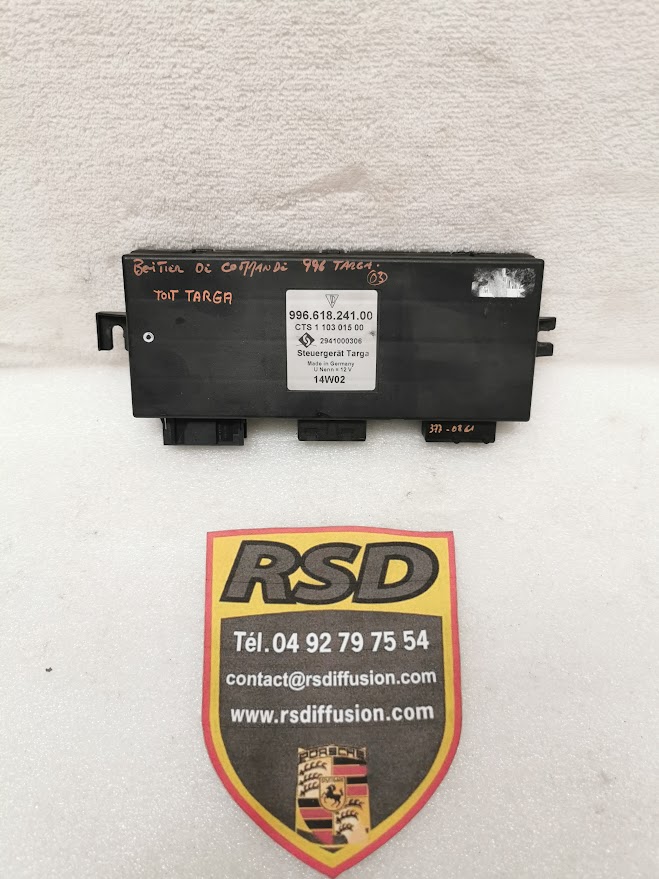 BOITIER DE COMMANDE 996 TARGA.
03
TOIT TARGA
996.618.241.00
CTS 1 103 015 00
S
2941000306
Steuergerät Targa
Made in Germany
U Nenn = 12 V
14W02
377-0861
RSD
Tél. 04 92 79 75 54
contact@rsdiffusion.com
www.rsdiffusion.com
PORSCHE